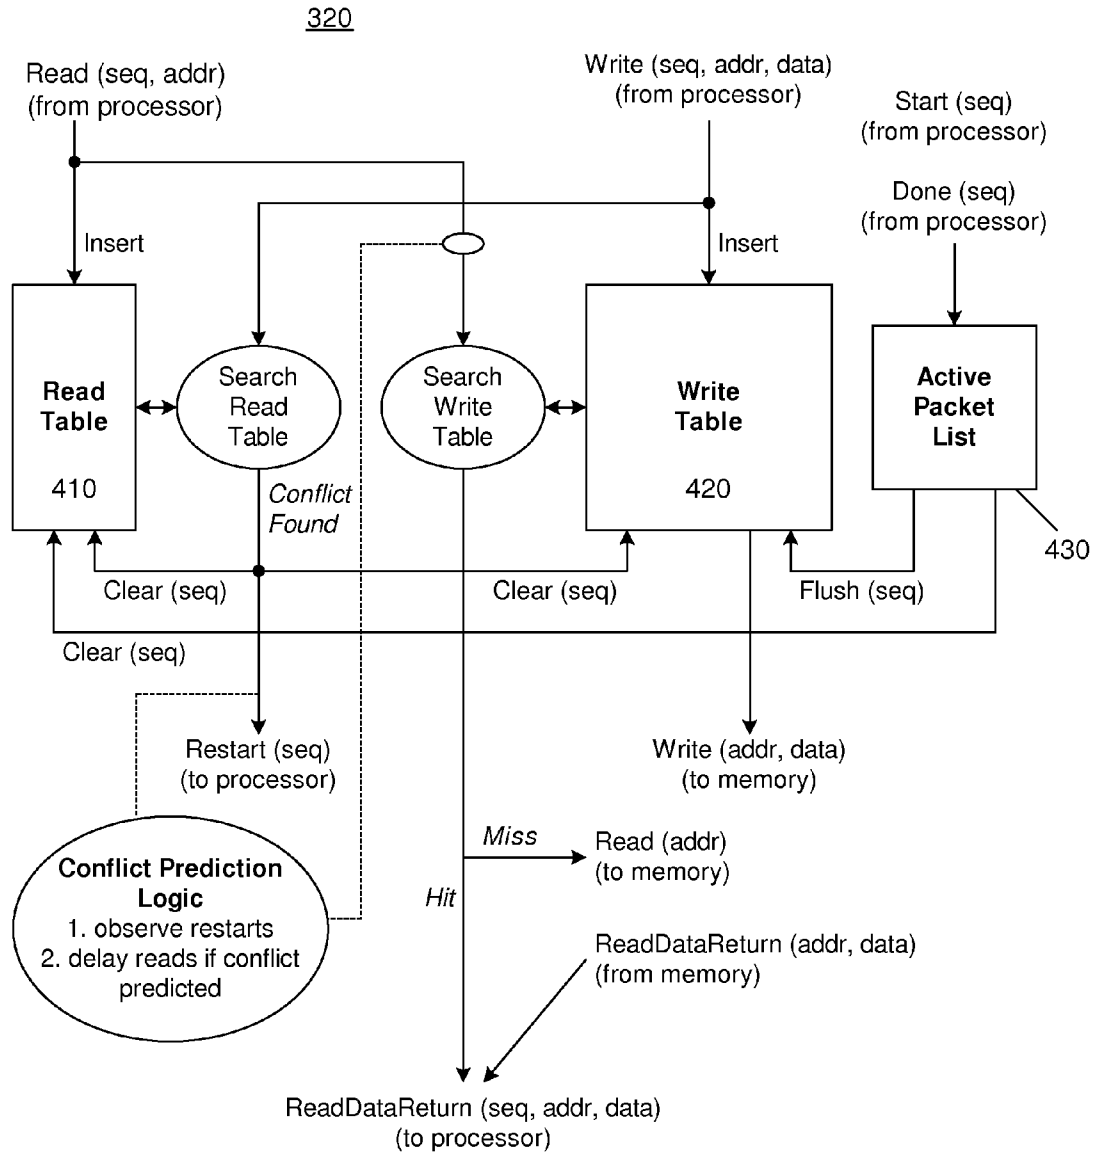 320
Read (seq, addr)
(from processor)
Write (seq, addr, data)
(from processor)
Start (seq)
(from processor)
Done (seq)
(from processor)
Insert
Insert
Read
Table
410
Search
Read
Table
Search
Write
Table
Write
Table
420
Active
Packet
List
430
Conflict
Found
Clear (seq)
Clear (seq)
Flush (seq)
Clear (seq)
Restart (seq)
(to processor)
Write (addr, data)
(to memory)
Miss
Read (addr)
(to memory)
Hit
Conflict Prediction
Logic
1. observe restarts
2. delay reads if conflict
predicted
ReadDataReturn (addr, data)
(from memory)
ReadDataReturn (seq, addr, data)
(to processor)